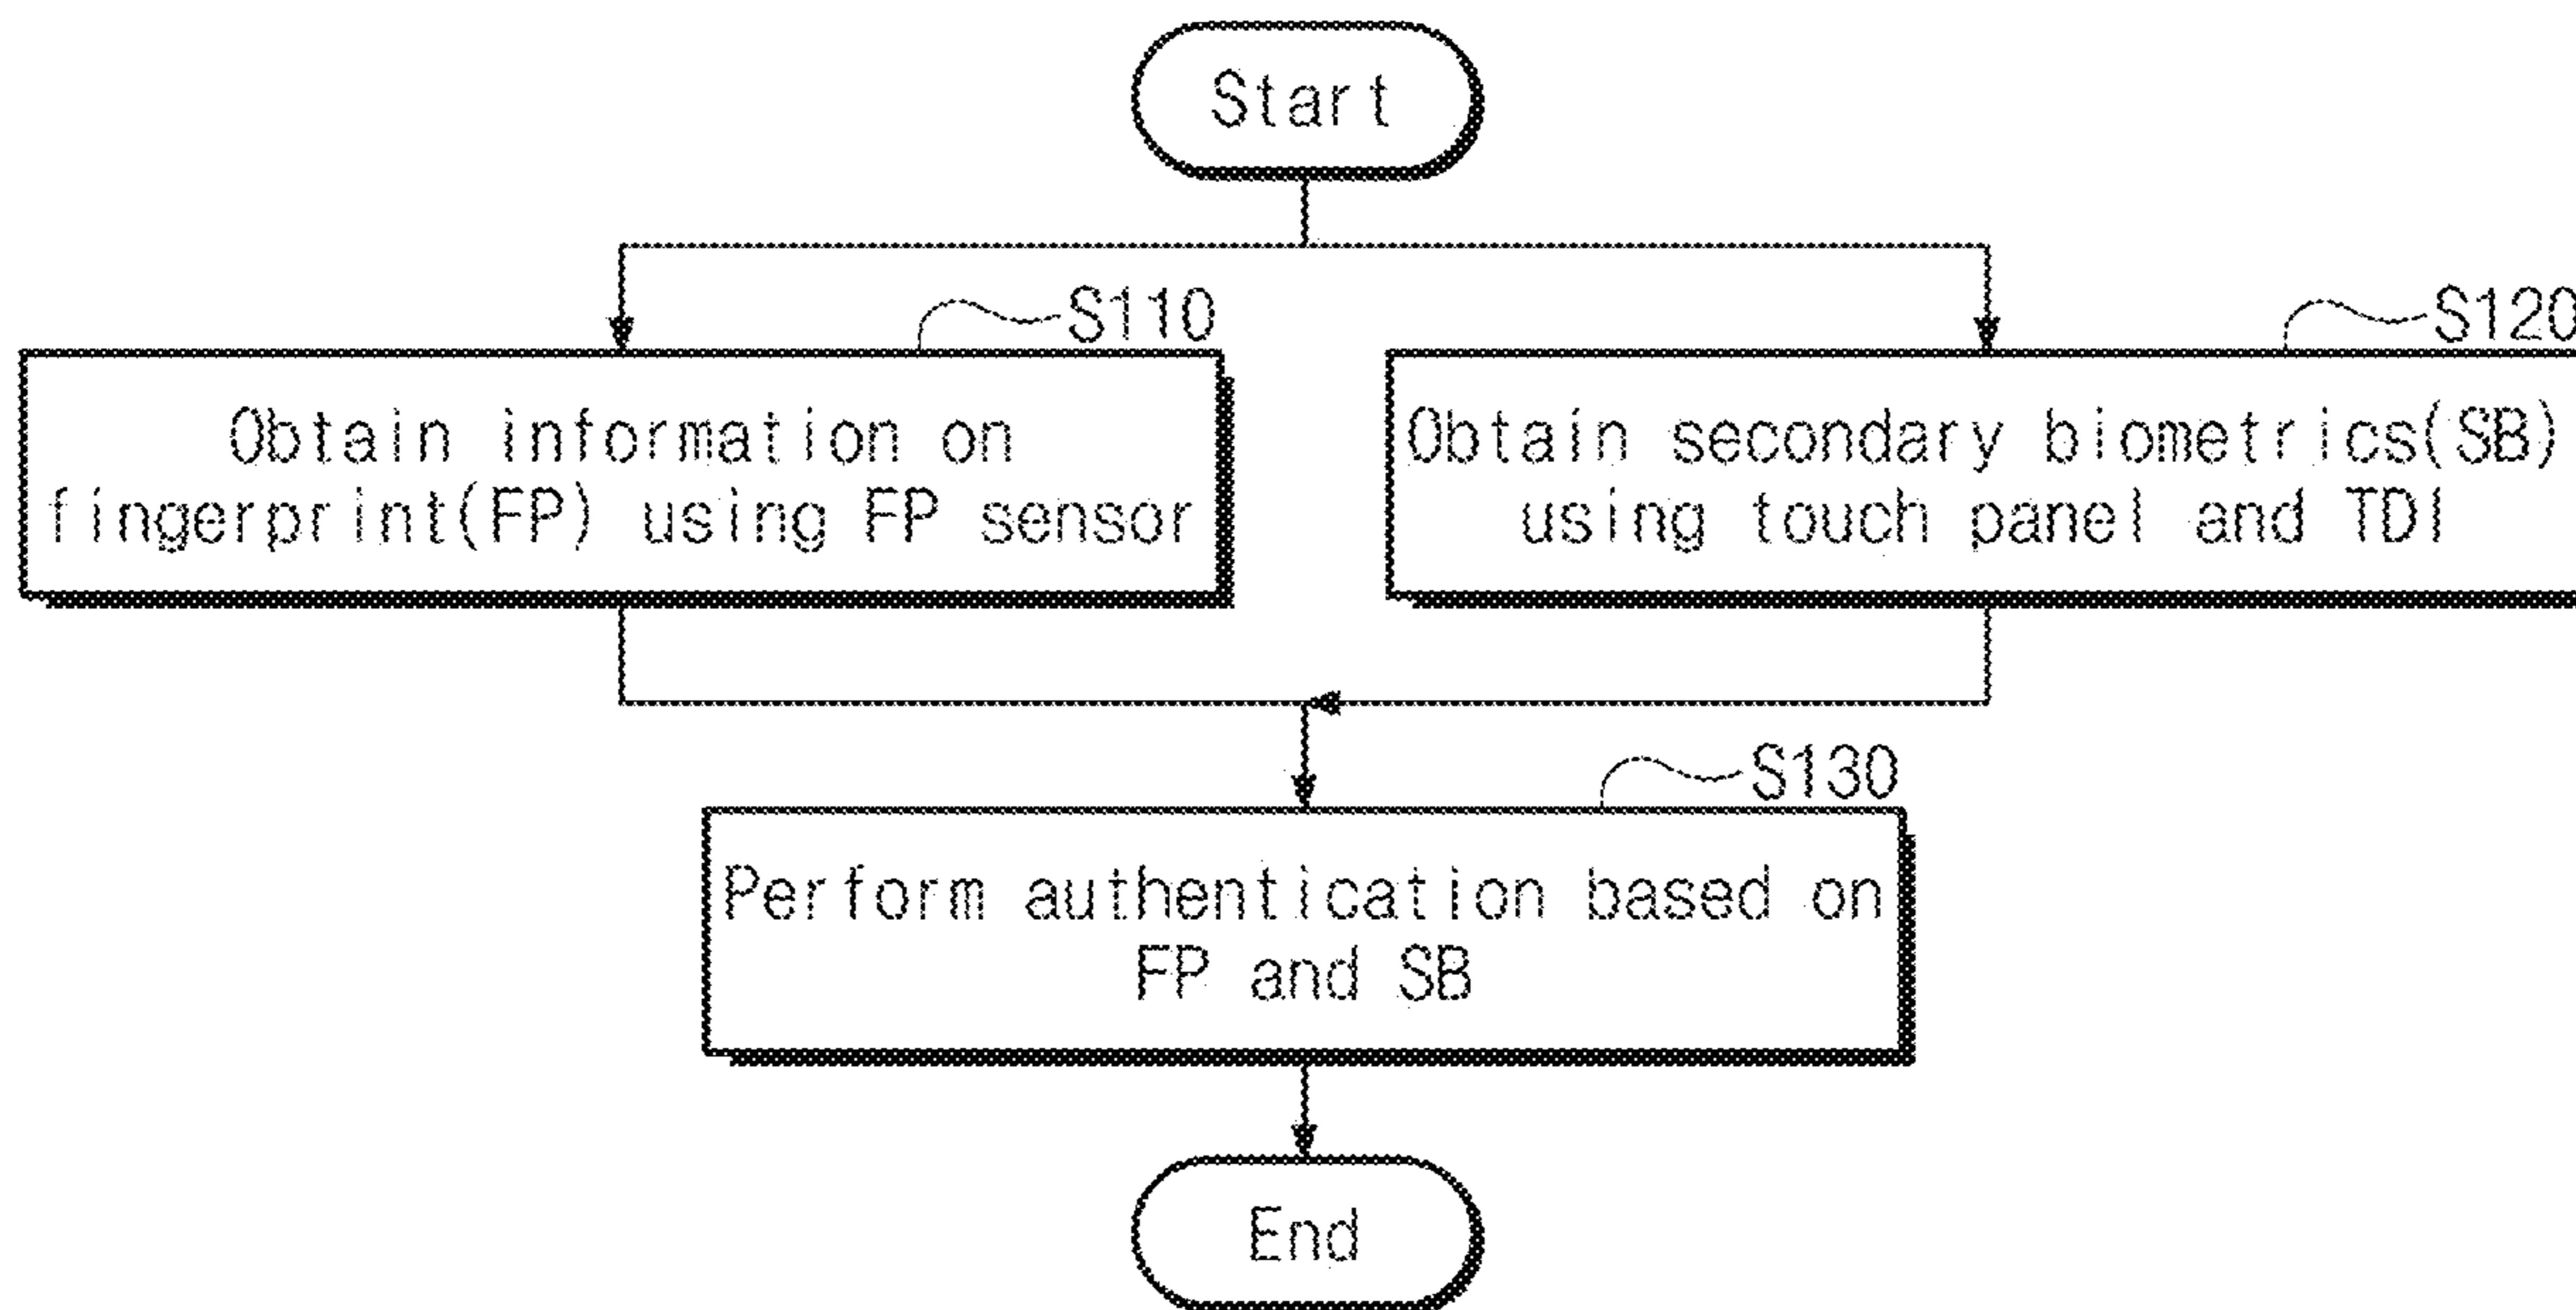 Start
S110
Obtain information on
fingerprint(FP) using FP sensor
S120
Obtain secondary biometrics(SB)
using touch panel and TDI
S130
Perform authentication based on
FP and SB
End